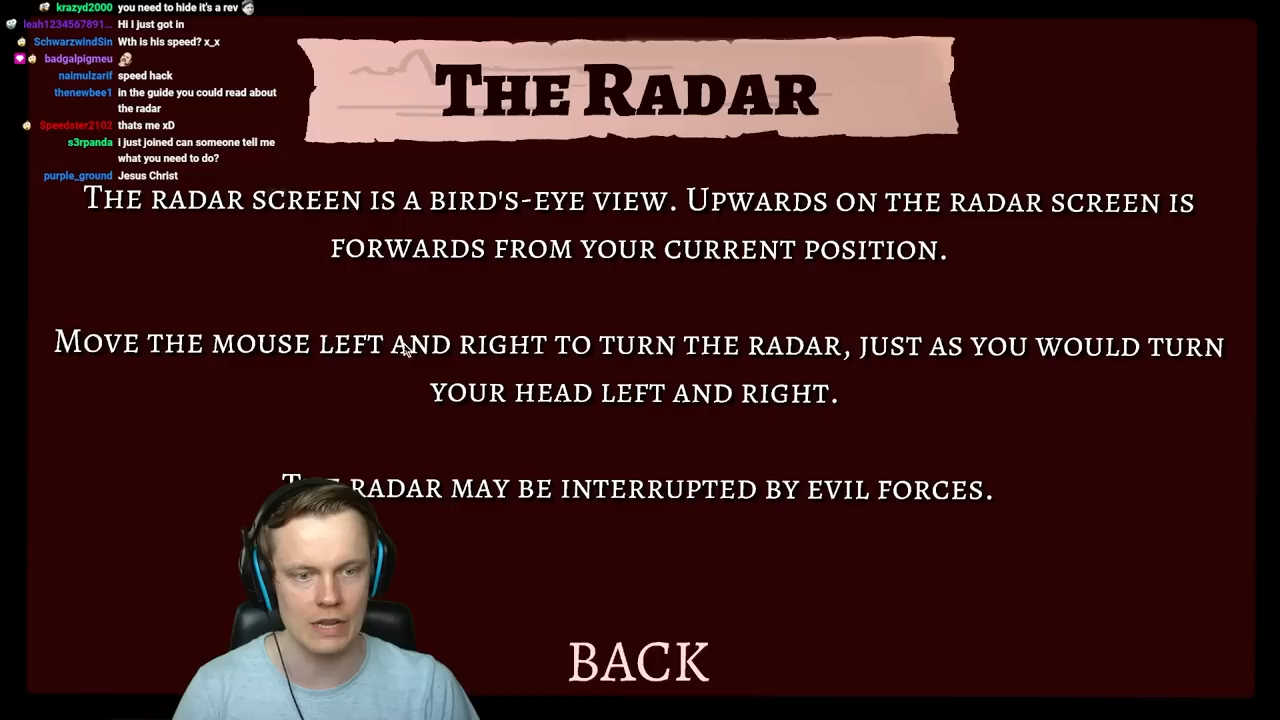 krazyd2000 you need to hide it's a rev
leah1234567891... Hi I just got in
SchwarzwindSin Wth is his speed? x_x
badgalpigmeu
naimulzarif speed hack
thenewbee1 in the guide you could read about
the radar
Speedster2102 thats me xD
s3rpanda i just joined can someone tell me
what you need to do?
purple_ground Jesus Christ
The Radar
The radar screen is a bird's-eye view. Upwards on the radar screen is
forwards from your current position.
Move the mouse left and right to turn the radar, just as you would turn
your head left and right.
radar may be interrupted by evil forces.
BACK